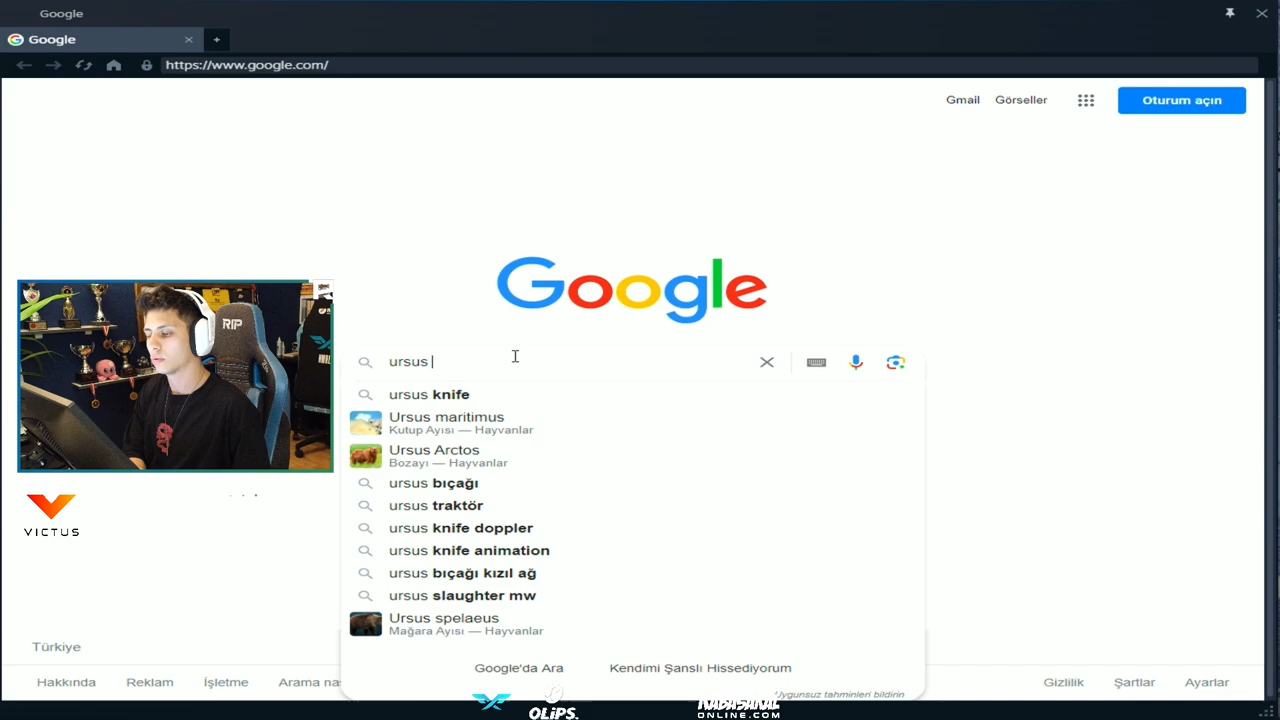 Google
Google
https://www.google.com/
Gmail Görseller Oturum açın
Google
RIP
ursus
ursus knife
Ursus maritimus
Kutup Ayısı — Hayvanlar
Ursus Arctos
Bozayı — Hayvanlar
ursus bıçağı
ursus traktör
ursus knife doppler
ursus knife animation
ursus bıçağı kızıl ağ
ursus slaughter mw
Ursus spelaeus
Mağara Ayısı — Hayvanlar
VICTUS
Google'da Ara Kendimi Şanslı Hissediyorum
Uygunsuz tahminleri bildirin
Türkiye
Hakkında Reklam İşletme Arama Gizlilik Şartlar Ayarlar
OLiPS.
ONLINE.COM